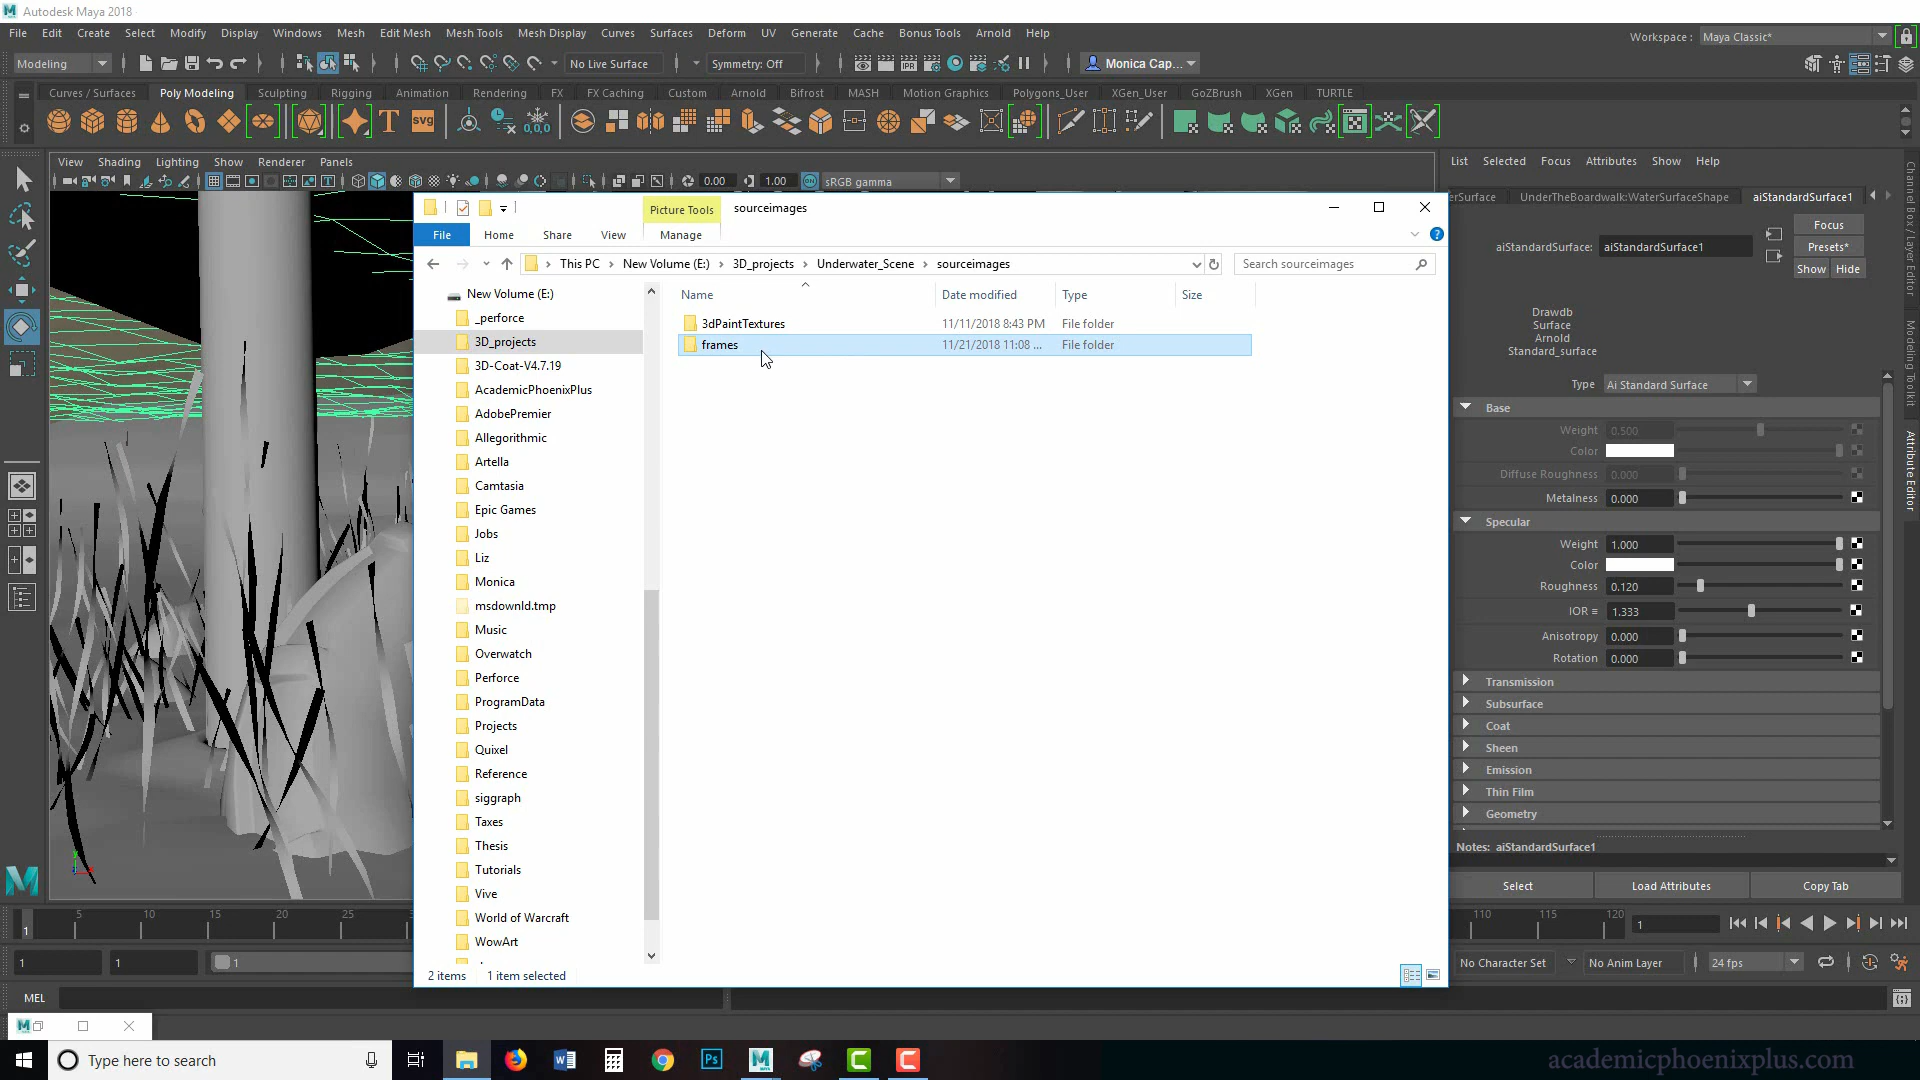 Autodesk Maya 2018
File Edit Create Select Modify Display Windows Mesh Edit Mesh Mesh Tools Mesh Display Curves Surfaces Deform UV Generate Cache Bonus Tools Arnold Help
Workspace : Maya Classic*
Modeling No Live Surface Symmetry: Off Monica Cap...
Curves / Surfaces Poly Modeling Sculpting Rigging Animation Rendering FX FX Caching Custom Arnold Bifrost MASH Motion Graphics Polygons_User XGen_User GoZBrush XGen TURTLE
T svg 0,0,0
View Shading Lighting Show Renderer Panels
0.00 1.00 sRGB gamma
List Selected Focus Attributes Show Help
erSurface UnderTheBoardwalk:WaterSurfaceShape aiStandardSurface1
aiStandardSurface: aiStandardSurface1
Focus
Presets*
Show Hide
Drawdb
Surface
Arnold
Standard_surface
Type Ai Standard Surface
Base
Weight 0.500
Color
Diffuse Roughness 0.000
Metalness 0.000
Specular
Weight 1.000
Color
Roughness 0.120
IOR = 1.333
Anisotropy 0.000
Rotation 0.000
Transmission
Subsurface
Coat
Sheen
Emission
Thin Film
Geometry
Notes: aiStandardSurface1
Select Load Attributes Copy Tab
Channel Box / Layer Editor
Modeling Toolkit
Attribute Editor
Picture Tools sourceimages
File Home Share View Manage
This PC New Volume (E:) 3D_projects Underwater_Scene sourceimages
Search sourceimages
Name Date modified Type Size
3dPaintTextures 11/11/2018 8:43 PM File folder
frames 11/21/2018 11:08 ... File folder
New Volume (E:)
_perforce
3D_projects
3D-Coat-V4.7.19
AcademicPhoenixPlus
AdobePremier
Allegorithmic
Artella
Camtasia
Epic Games
Jobs
Liz
Monica
msdownld.tmp
Music
Overwatch
Perforce
ProgramData
Projects
Quixel
Reference
siggraph
Taxes
Thesis
Tutorials
Vive
World of Warcraft
WowArt
2 items 1 item selected
5 10 15 20 25 110 115 120
1 1
1 1 1 No Character Set No Anim Layer 24 fps
MEL
Type here to search
academicphoenixplus.com